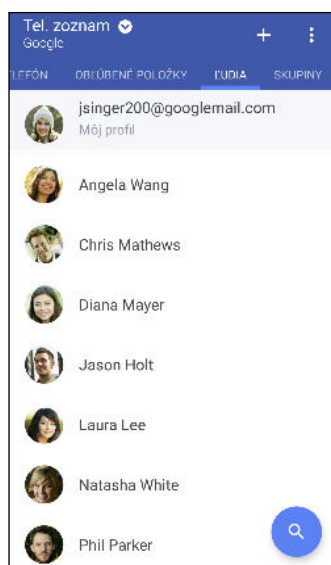 Tel. zoznam
Google
LEFÓN OBĽÚBENÉ POLOŽKY ĽUDIA SKUPINY
jsinger200@googlemail.com
Môj profil
Angela Wang
Chris Mathews
Diana Mayer
Jason Holt
Laura Lee
Natasha White
Phil Parker